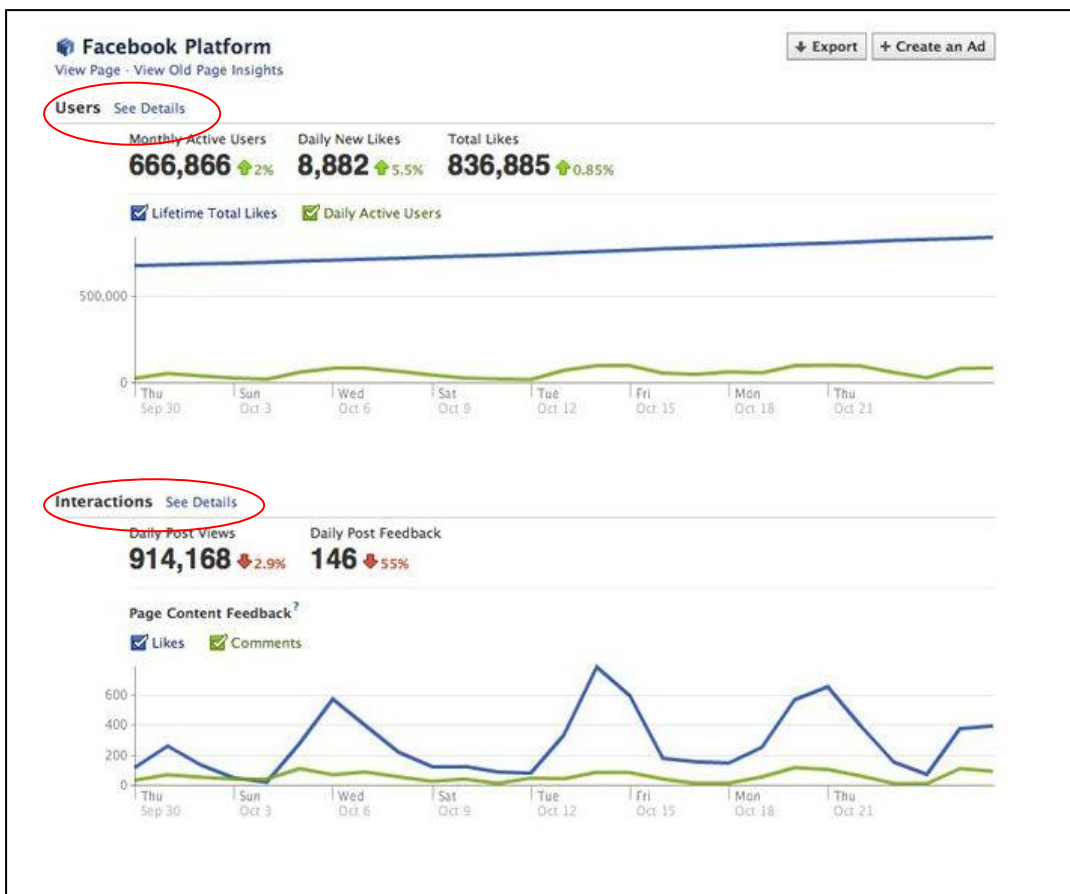 Facebook Platform
Export + Create an Ad
View Page - View Old Page Insights
Users See Details
Monthly Active Users Daily New Likes Total Likes
666,866 2% 8,882 5.5% 836,885 0.85%
Lifetime Total Likes Daily Active Users
500,000
0
Thu Sun Wed Sat Tue Fri Mon Thu
Sep 30 Oct 3 Oct 6 Oct 9 Oct 12 Oct 15 Oct 18 Oct 21
Interactions See Details
Daily Post Views Daily Post Feedback
914,168 2.9% 146 55%
Page Content Feedback?
Likes Comments
600
400
200
0
Thu Sun Wed Sat Tue Fri Mon Thu
Sep 30 Oct 3 Oct 6 Oct 9 Oct 12 Oct 15 Oct 18 Oct 21